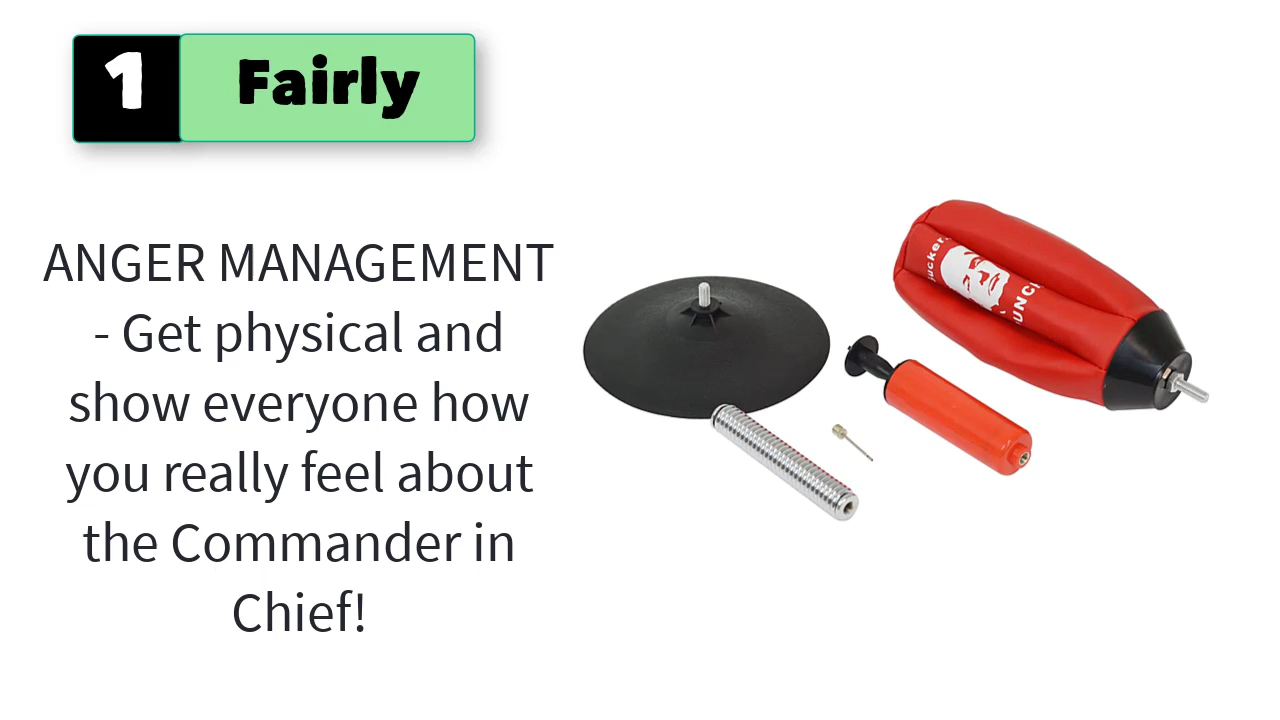 1
Fairly
ANGER MANAGEMENT
- Get physical and
show everyone how
you really feel about
the Commander in
Chief!